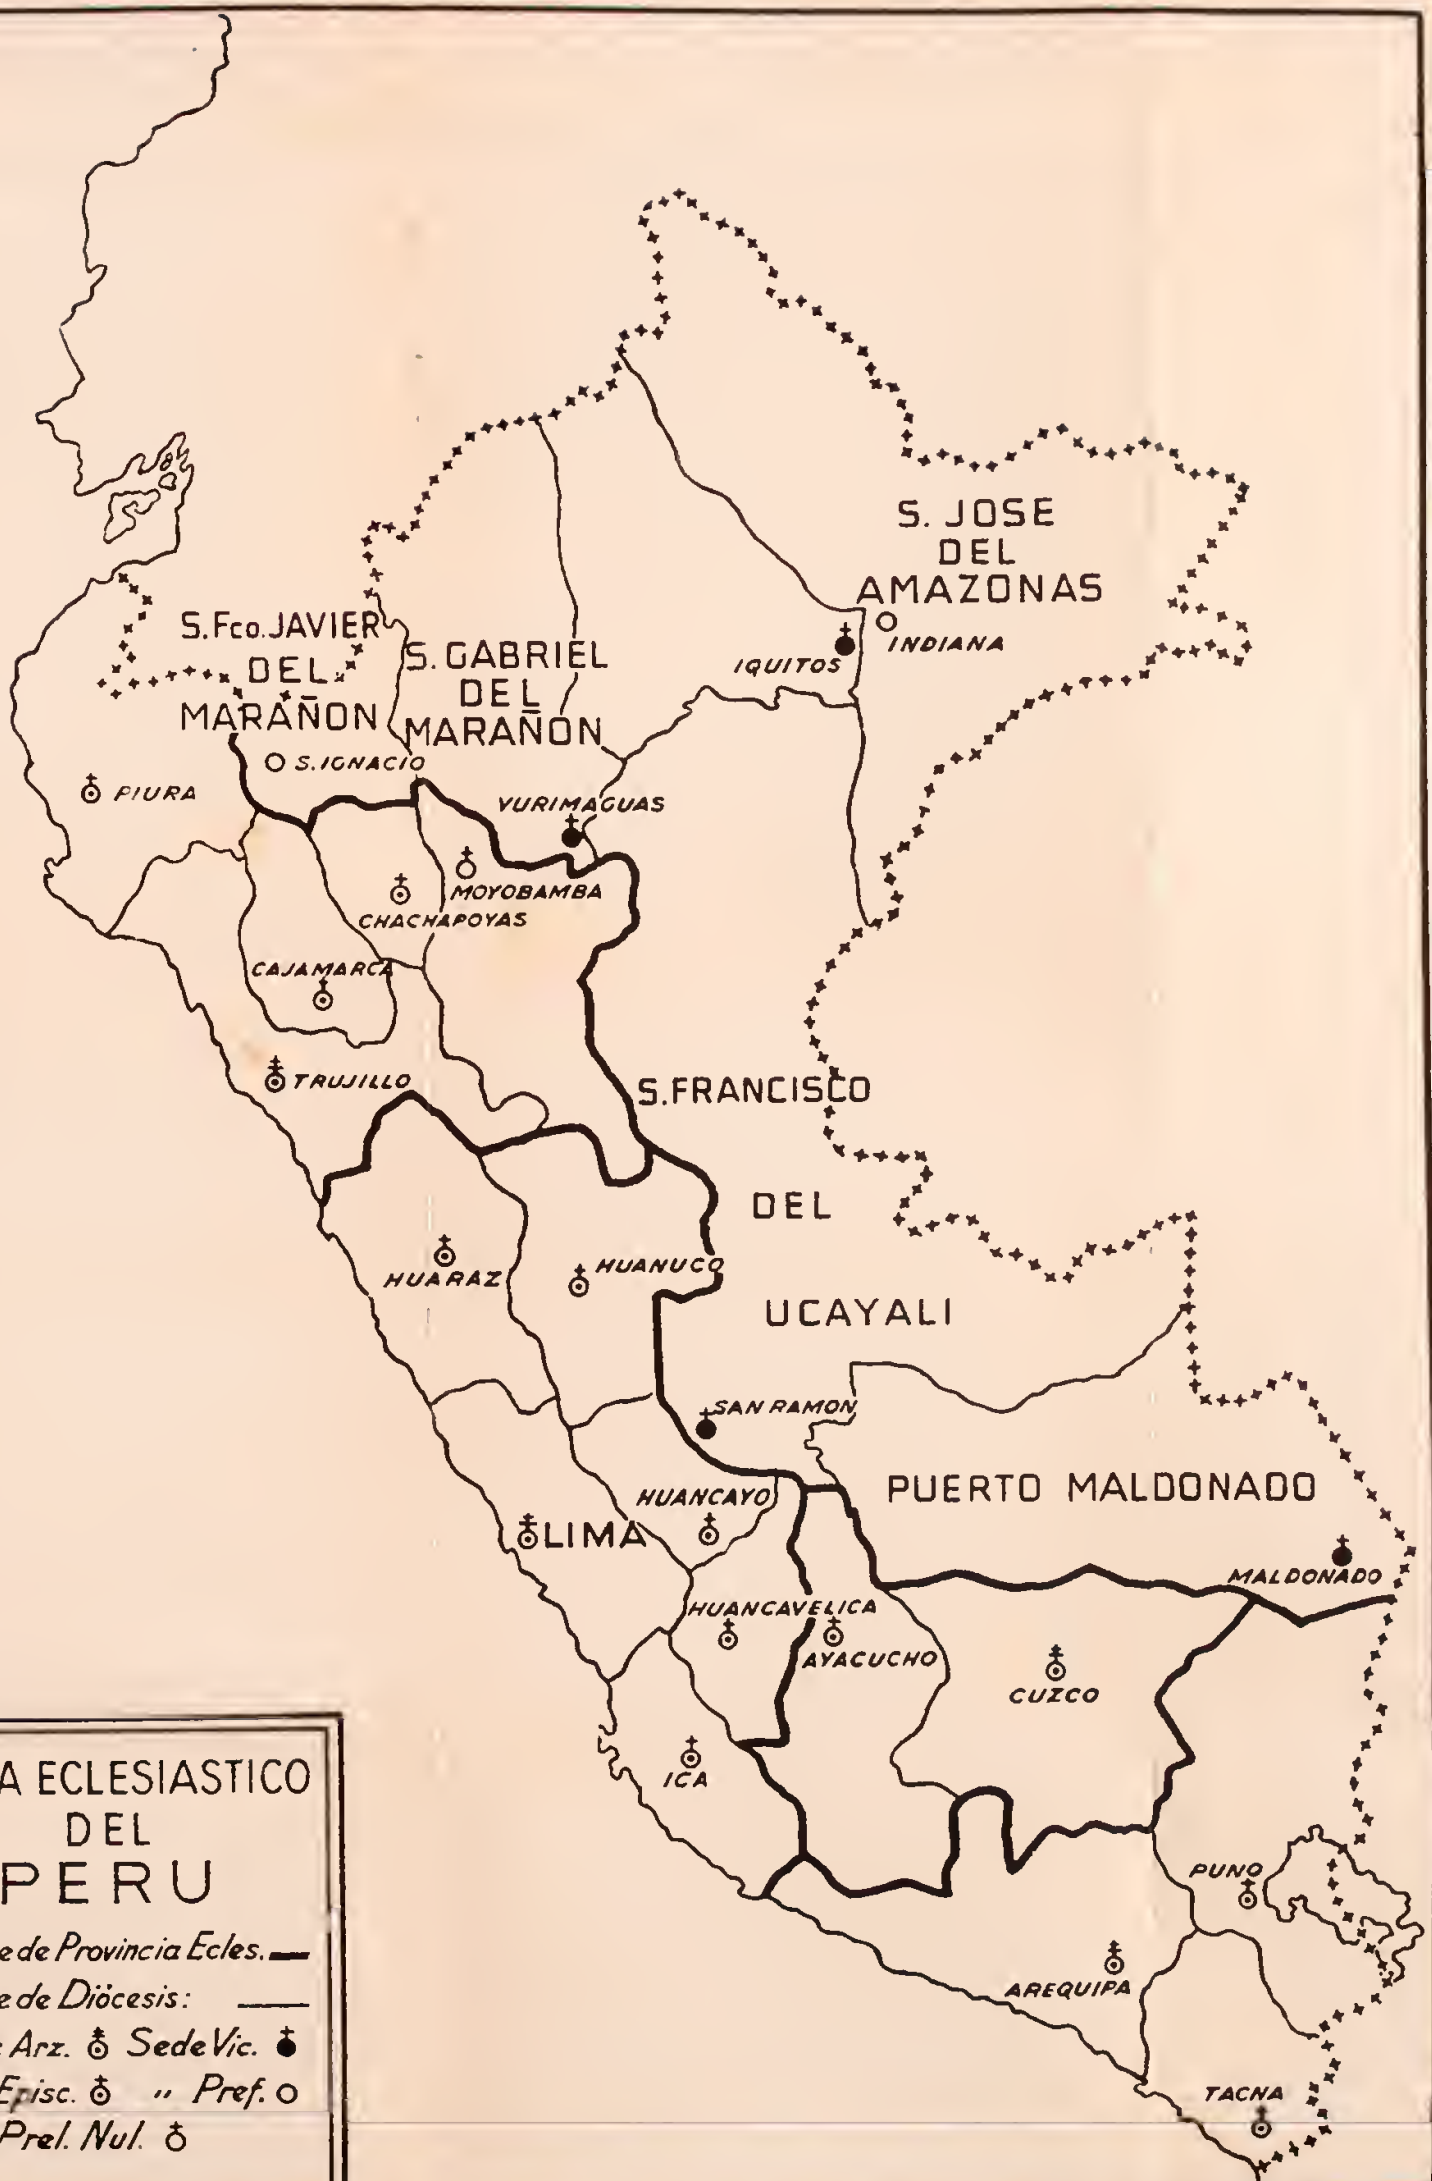 S. JOSE
DEL
AMAZONAS
INDIANA
IQUITOS
S.Fco.JAVIER
DEL
MARAÑON
S.IGNACIO
S.GABRIEL
DEL
MARAÑON
PIURA
YURIMAGUAS
MOYOBAMBA
CHACHAPOYAS
CAJAMARCA
TRUJILLO
S.FRANCISCO
DEL
UCAYALI
HUARAZ
HUANUCO
SAN RAMON
PUERTO MALDONADO
HUANCAYO
LIMA
MALDONADO
HUANCAVELICA
AYACUCHO
CUZCO
ICA
PUNO
AREQUIPA
TACNA
A ECLESIASTICO
DEL
PERU
e de Provincia Ecles.
e de Diócesis:
Arz. Sede Vic.
Episc. " Pref.
Prel. Nul.